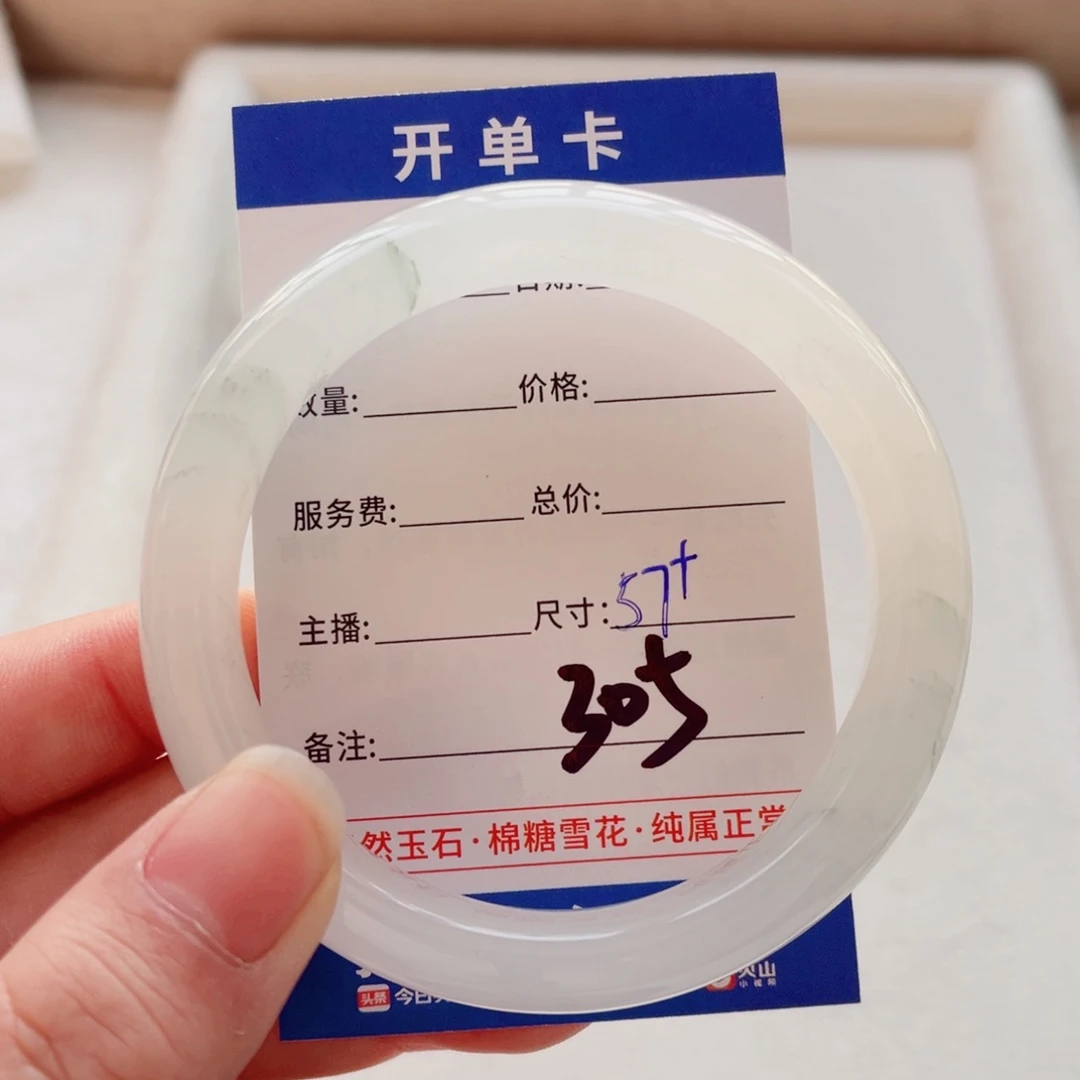 开单卡
日期:
数量: 价格:
服务费: 总价:
主播: 尺寸: 57+
305
备注:
然玉石·棉糖雪花·纯属正常
头条 今日 火山
小视频